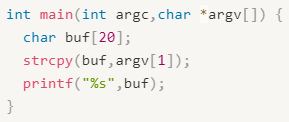 int main(int argc,char *argv[]) {
  char buf[20];
  strcpy(buf,argv[1]);
  printf("%s",buf);
}